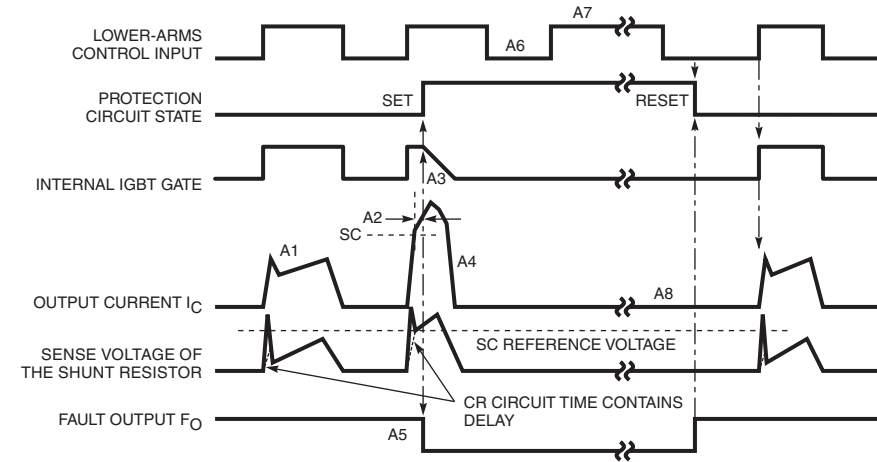 A7
LOWER-ARMS
CONTROL INPUT
A6
PROTECTION
CIRCUIT STATE
SET
RESET
INTERNAL IGBT GATE
A3
A2
SC
A1
A4
OUTPUT CURRENT IC
A8
SENSE VOLTAGE OF
THE SHUNT RESISTOR
SC REFERENCE VOLTAGE
CR CIRCUIT TIME CONTAINS
DELAY
FAULT OUTPUT FO
A5